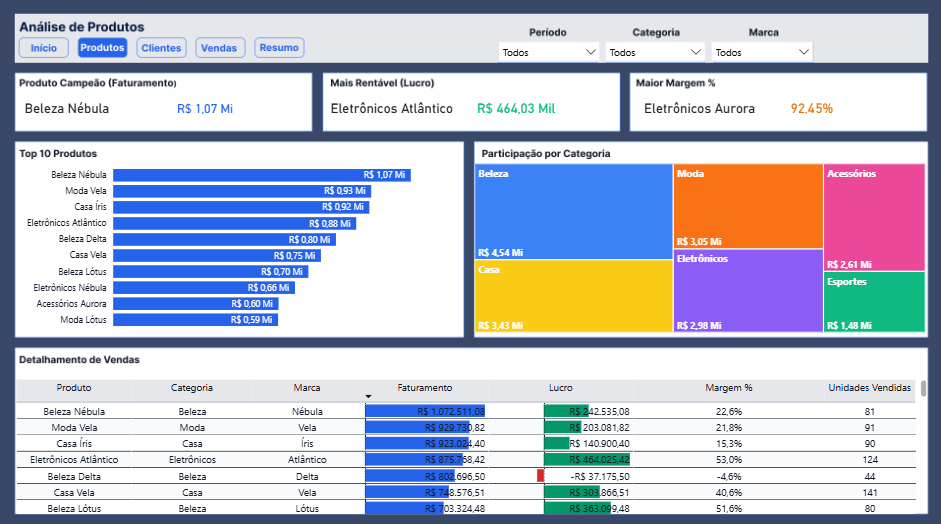 Análise de Produtos
Início Produtos Clientes Vendas Resumo
Período Categoria Marca
Todos Todos Todos
Produto Campeão (Faturamento)
Beleza Nébula R$ 1,07 Mi
Mais Rentável (Lucro)
Eletrônicos Atlântico R$ 464,03 Mil
Maior Margem %
Eletrônicos Aurora 92,45%
Top 10 Produtos
Beleza Nébula R$ 1,07 Mi
Moda Vela R$ 0,93 Mi
Casa Íris R$ 0,92 Mi
Eletrônicos Atlântico R$ 0,88 Mi
Beleza Delta R$ 0,80 Mi
Casa Vela R$ 0,75 Mi
Beleza Lótus R$ 0,70 Mi
Eletrônicos Nébula R$ 0,66 Mi
Acessórios Aurora R$ 0,60 Mi
Moda Lótus R$ 0,59 Mi
Participação por Categoria
Beleza
R$ 4,54 Mi
Casa
R$ 3,43 Mi
Moda
R$ 3,05 Mi
Eletrônicos
R$ 2,98 Mi
Acessórios
R$ 2,61 Mi
Esportes
R$ 1,48 Mi
Detalhamento de Vendas
Produto Categoria Marca Faturamento Lucro Margem % Unidades Vendidas
Beleza Nébula Beleza Nébula R$ 1.072.511,08 R$ 242.535,08 22,6% 81
Moda Vela Moda Vela R$ 929.730,82 R$ 203.081,82 21,8% 91
Casa Íris Casa Íris R$ 923.024,40 R$ 140.900,40 15,3% 90
Eletrônicos Atlântico Eletrônicos Atlântico R$ 875.768,42 R$ 464.025,42 53,0% 124
Beleza Delta Beleza Delta R$ 802.696,50 -R$ 37.175,50 -4,6% 44
Casa Vela Casa Vela R$ 748.576,51 R$ 303.866,51 40,6% 141
Beleza Lótus Beleza Lótus R$ 703.324,48 R$ 363.099,48 51,6% 80